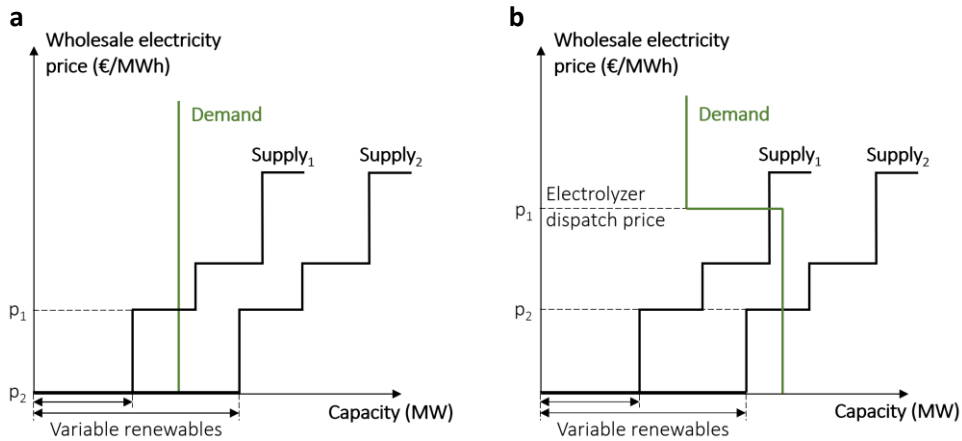 a
Wholesale electricity
price (€/MWh)
Demand
Supply₁
Supply₂
p₁
p₂
Capacity (MW)
Variable renewables
b
Wholesale electricity
price (€/MWh)
Demand
Supply₁
Supply₂
p₁
Electrolyzer
dispatch price
p₂
Capacity (MW)
Variable renewables